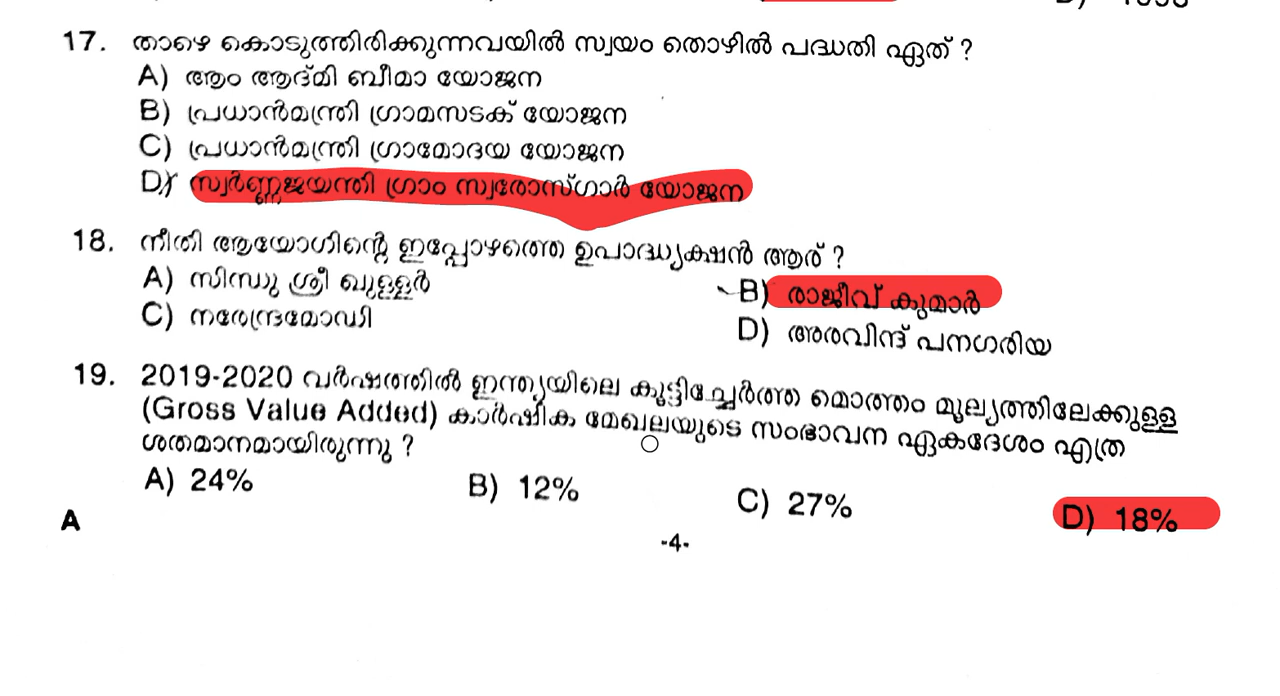 17. താഴെ കൊടുത്തിരിക്കുന്നവയിൽ സ്വയം തൊഴിൽ പദ്ധതി ഏത് ?
A) ആം ആദ്മി ബീമാ യോജന
B) പ്രധാൻമന്ത്രി ഗ്രാമസടക് യോജന
C) പ്രധാൻമന്ത്രി ഗ്രാമോദയ യോജന
D) സ്വർണ്ണജയന്തി ഗ്രാം സ്വരോസ്ഗാർ യോജന
18. നീതി ആയോഗിന്റെ ഇപ്പോഴത്തെ ഉപാദ്ധ്യക്ഷൻ ആര് ?
A) സിന്ധു ശ്രീ ഖുള്ളർ B) രാജീവ് കുമാർ
C) നരേന്ദ്രമോഡി D) അരവിന്ദ് പനഗരിയ
19. 2019-2020 വർഷത്തിൽ ഇന്ത്യയിലെ കൂട്ടിച്ചേർത്ത മൊത്തം മൂല്യത്തിലേക്കുള്ള
(Gross Value Added) കാർഷിക മേഖലയുടെ സംഭാവന ഏകദേശം എത്ര
ശതമാനമായിരുന്നു ?
A) 24% B) 12% C) 27% D) 18%
A
-4-